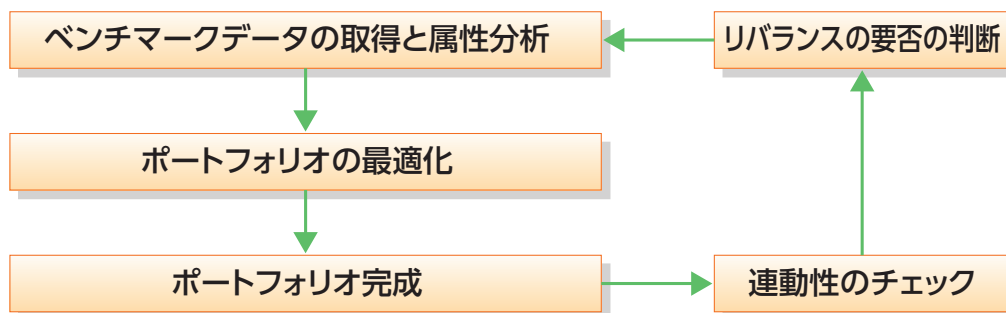 ベンチマークデータの取得と属性分析
リバランスの要否の判断
ポートフォリオの最適化
ポートフォリオ完成
連動性のチェック